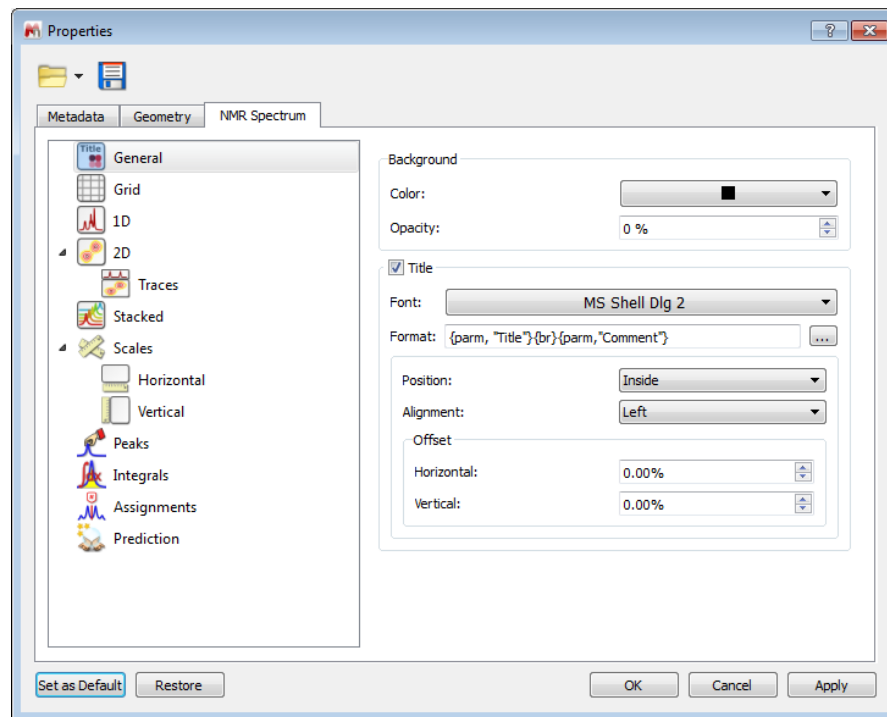 Properties
Metadata Geometry NMR Spectrum
Title
General
Grid
1D
2D
Traces
Stacked
Scales
Horizontal
Vertical
Peaks
Integrals
Assignments
Prediction
Background
Color:
Opacity: 0 %
Title
Font: MS Shell Dlg 2
Format: {parm, "Title"}{br}{parm,"Comment"} ...
Position: Inside
Alignment: Left
Offset
Horizontal: 0.00%
Vertical: 0.00%
Set as Default Restore OK Cancel Apply